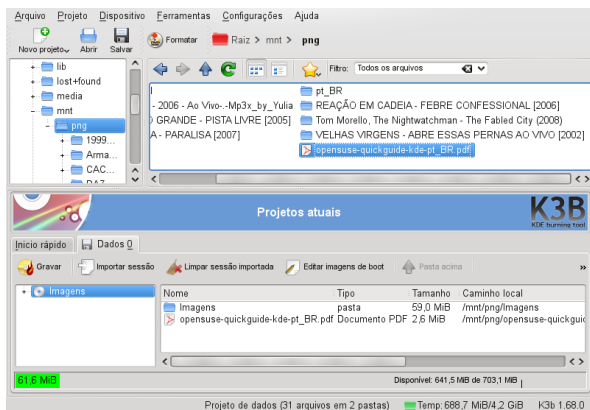 Arquivo Projeto Dispositivo Ferramentas Configurações Ajuda
Novo projeto Abrir Salvar Formatar Raiz > mnt > png
lib
lost+found
media
mnt
png
1999...
Arma...
CAC...
Filtro: Todos os arquivos
pt_BR
- 2006 - Ao Vivo-.-Mp3x_by_Yulia REAÇÃO EM CADEIA - FEBRE CONFESSIONAL [2006]
GRANDE - PISTA LIVRE [2005] Tom Morello, The Nightwatchman - The Fabled City (2008)
A - PARALISA [2007] VELHAS VIRGENS - ABRE ESSAS PERNAS AO VIVO [2002]
opensuse-quickguide-kde-pt_BR.pdf
Projetos atuais
K3B
KDE burning tool
Inicio rápido Dados 0
Gravar Importar sessão Limpar sessão importada Editar imagens de boot Pasta acima »
Imagens
Nome Tipo Tamanho Caminho local
Imagens pasta 59,0 MiB /mnt/png/Imagens
opensuse-quickguide-kde-pt_BR.pdf Documento PDF 2,6 MiB /mnt/png/opensuse-quickguid
61,6 MiB Disponível: 641,5 MiB de 703,1 MiB
Projeto de dados (31 arquivos em 2 pastas) Temp: 688,7 MiB/4,2 GiB K3b 1.68.0